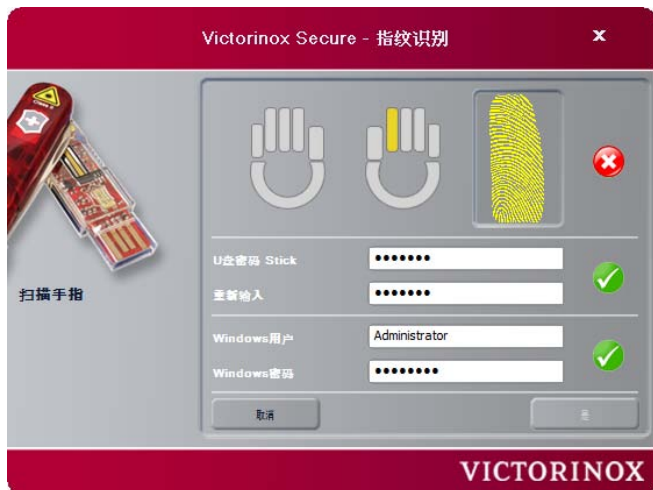 Victorinox Secure - 指纹识别
x
U盘密码 Stick
•••••••
扫描手指
重新输入
•••••••
Windows用户
Administrator
Windows密码
••••••••
取消
是
VICTORINOX